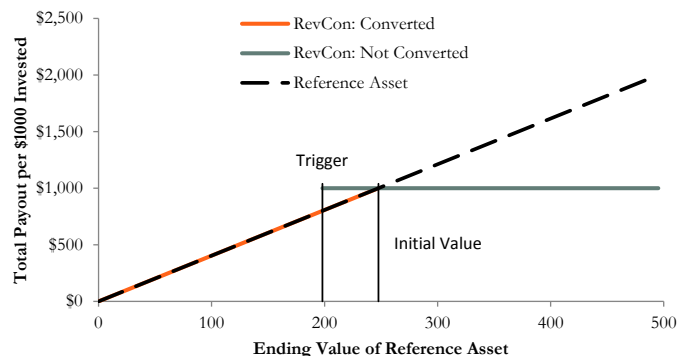 $2,500
RevCon: Converted
RevCon: Not Converted
Reference Asset
$2,000
$1,500
$1,000
$500
$0
Total Payout per $1000 Invested
Trigger
Initial Value
0
100
200
300
400
500
Ending Value of Reference Asset